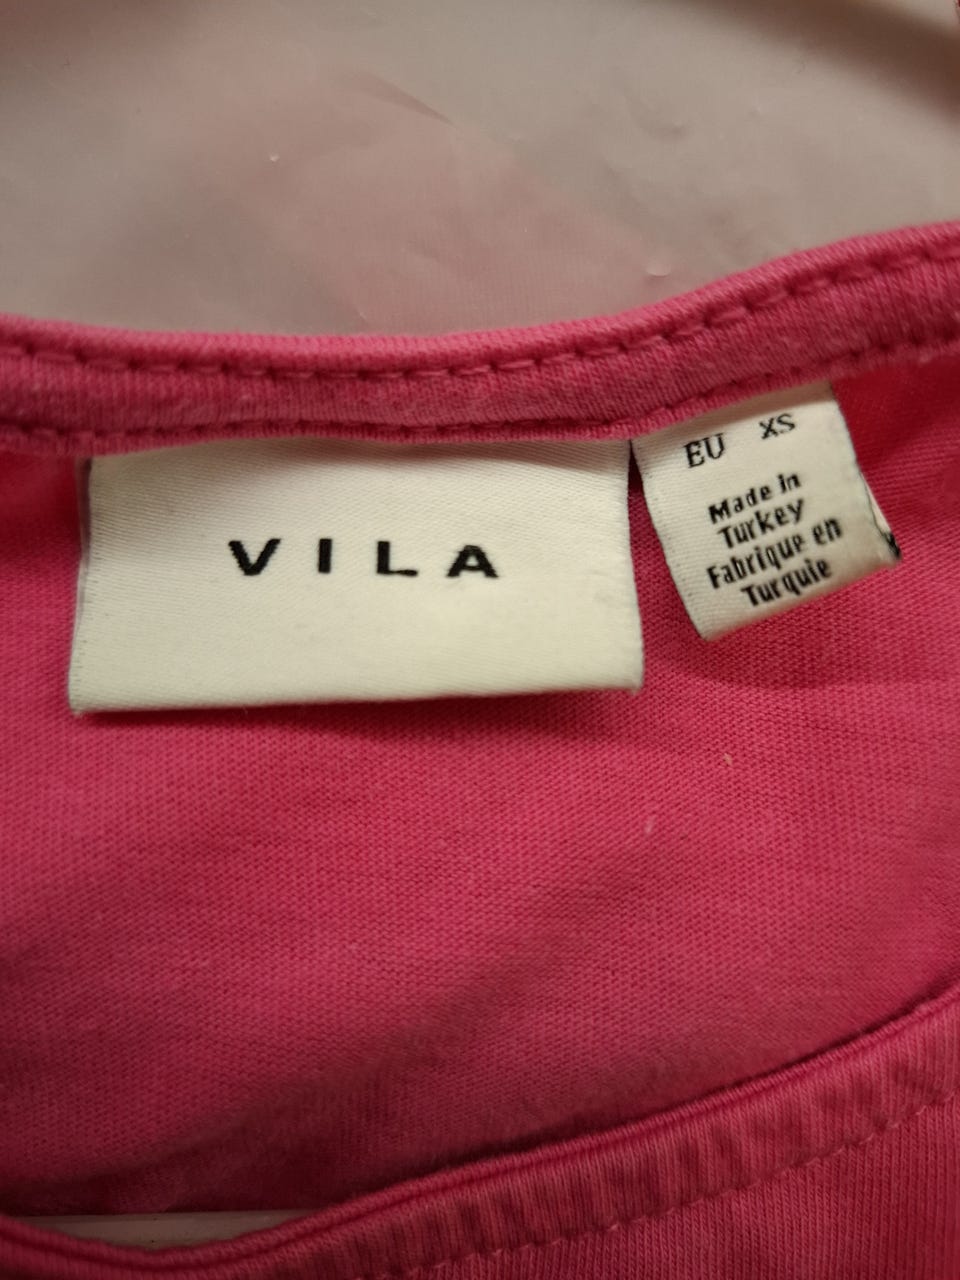 VILA
EU XS
Made in
Turkey
Fabrique en
Turquie